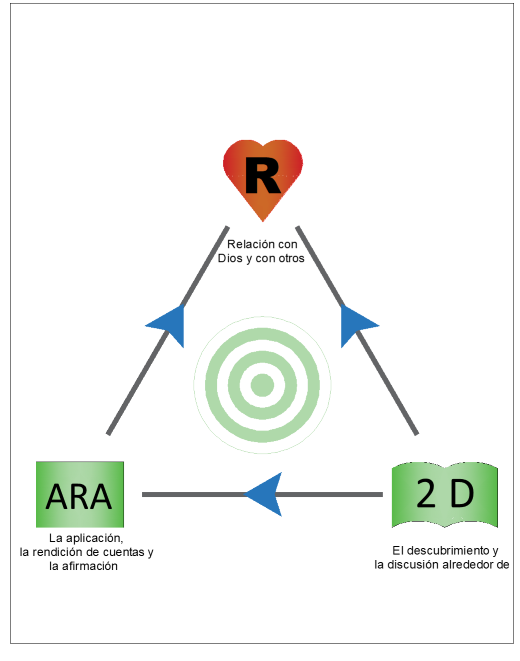 R
Relación con
Dios y con otros
ARA
La aplicación,
la rendición de cuentas y
la afirmación
2 D
El descubrimiento y
la discusión alrededor de